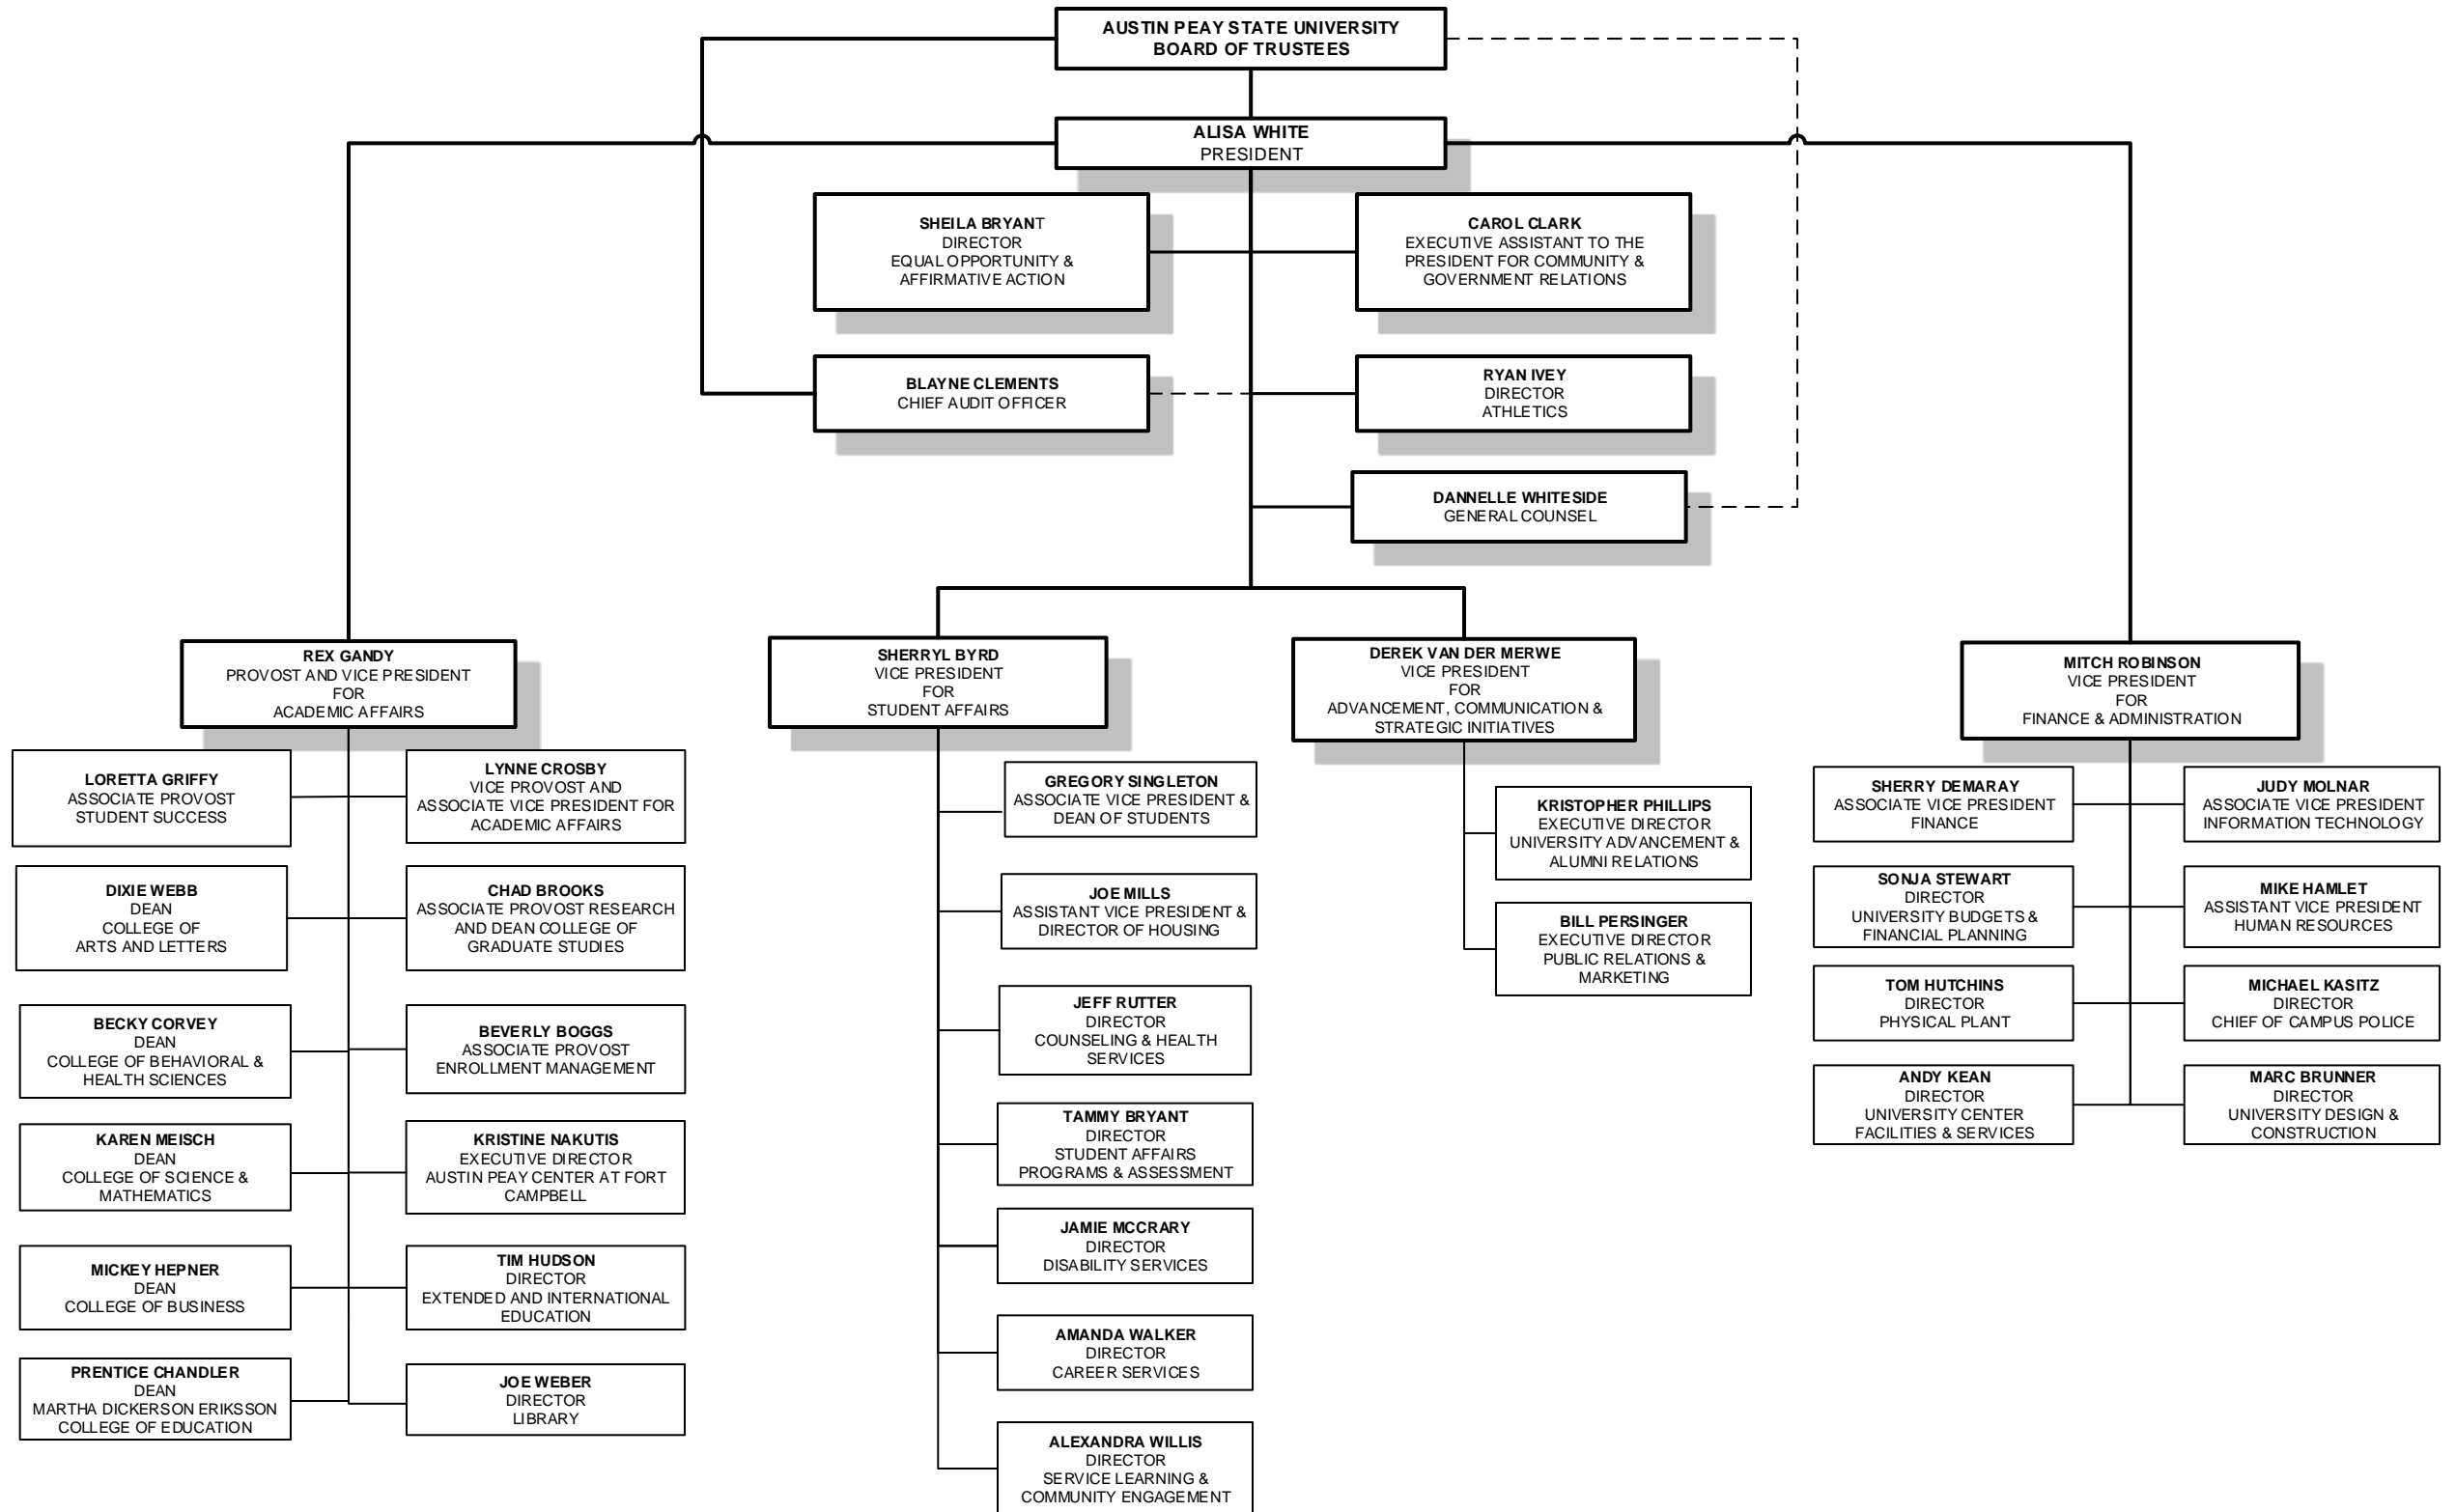 AUSTIN PEAY STATE UNIVERSITY
BOARD OF TRUSTEES
ALISA WHITE
PRESIDENT
SHEILA BRYANT
DIRECTOR
EQUAL OPPORTUNITY &
AFFIRMATIVE ACTION
CAROL CLARK
EXECUTIVE ASSISTANT TO THE
PRESIDENT FOR COMMUNITY &
GOVERNMENT RELATIONS
BLAYNE CLEMENTS
CHIEF AUDIT OFFICER
RYAN IVEY
DIRECTOR
ATHLETICS
DANNELLE WHITESIDE
GENERAL COUNSEL
REX GANDY
PROVOST AND VICE PRESIDENT
FOR
ACADEMIC AFFAIRS
SHERRYL BYRD
VICE PRESIDENT
FOR
STUDENT AFFAIRS
DEREK VAN DER MERWE
VICE PRESIDENT
FOR
ADVANCEMENT, COMMUNICATION &
STRATEGIC INITIATIVES
MITCH ROBINSON
VICE PRESIDENT
FOR
FINANCE & ADMINISTRATION
LORETTA GRIFFY
ASSOCIATE PROVOST
STUDENT SUCCESS
LYNNE CROSBY
VICE PROVOST AND
ASSOCIATE VICE PRESIDENT FOR
ACADEMIC AFFAIRS
DIXIE WEBB
DEAN
COLLEGE OF
ARTS AND LETTERS
CHAD BROOKS
ASSOCIATE PROVOST RESEARCH
AND DEAN COLLEGE OF
GRADUATE STUDIES
BECKY CORVEY
DEAN
COLLEGE OF BEHAVIORAL &
HEALTH SCIENCES
BEVERLY BOGGS
ASSOCIATE PROVOST
ENROLLMENT MANAGEMENT
KAREN MEISCH
DEAN
COLLEGE OF SCIENCE &
MATHEMATICS
KRISTINE NAKUTIS
EXECUTIVE DIRECTOR
AUSTIN PEAY CENTER AT FORT
CAMPBELL
MICKEY HEPNER
DEAN
COLLEGE OF BUSINESS
TIM HUDSON
DIRECTOR
EXTENDED AND INTERNATIONAL
EDUCATION
PRENTICE CHANDLER
DEAN
MARTHA DICKERSON ERIKSSON
COLLEGE OF EDUCATION
JOE WEBER
DIRECTOR
LIBRARY
GREGORY SINGLETON
ASSOCIATE VICE PRESIDENT &
DEAN OF STUDENTS
JOE MILLS
ASSISTANT VICE PRESIDENT &
DIRECTOR OF HOUSING
JEFF RUTTER
DIRECTOR
COUNSELING & HEALTH
SERVICES
TAMMY BRYANT
DIRECTOR
STUDENT AFFAIRS
PROGRAMS & ASSESSMENT
JAMIE MCCRARY
DIRECTOR
DISABILITY SERVICES
AMANDA WALKER
DIRECTOR
CAREER SERVICES
ALEXANDRA WILLIS
DIRECTOR
SERVICE LEARNING &
COMMUNITY ENGAGEMENT
KRISTOPHER PHILLIPS
EXECUTIVE DIRECTOR
UNIVERSITY ADVANCEMENT &
ALUMNI RELATIONS
BILL PERSINGER
EXECUTIVE DIRECTOR
PUBLIC RELATIONS &
MARKETING
SHERRY DEMARAY
ASSOCIATE VICE PRESIDENT
FINANCE
JUDY MOLNAR
ASSOCIATE VICE PRESIDENT
INFORMATION TECHNOLOGY
SONJA STEWART
DIRECTOR
UNIVERSITY BUDGETS &
FINANCIAL PLANNING
MIKE HAMLET
ASSISTANT VICE PRESIDENT
HUMAN RESOURCES
TOM HUTCHINS
DIRECTOR
PHYSICAL PLANT
MICHAEL KASITZ
DIRECTOR
CHIEF OF CAMPUS POLICE
ANDY KEAN
DIRECTOR
UNIVERSITY CENTER
FACILITIES & SERVICES
MARC BRUNNER
DIRECTOR
UNIVERSITY DESIGN &
CONSTRUCTION